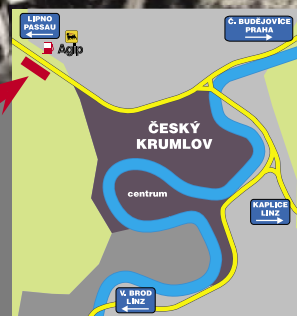 LIPNO
PASSAU
Agip
Č. BUDĚJOVICE
PRAHA
ČESKÝ
KRUMLOV
centrum
KAPLICE
LINZ
V. BROD
LINZ